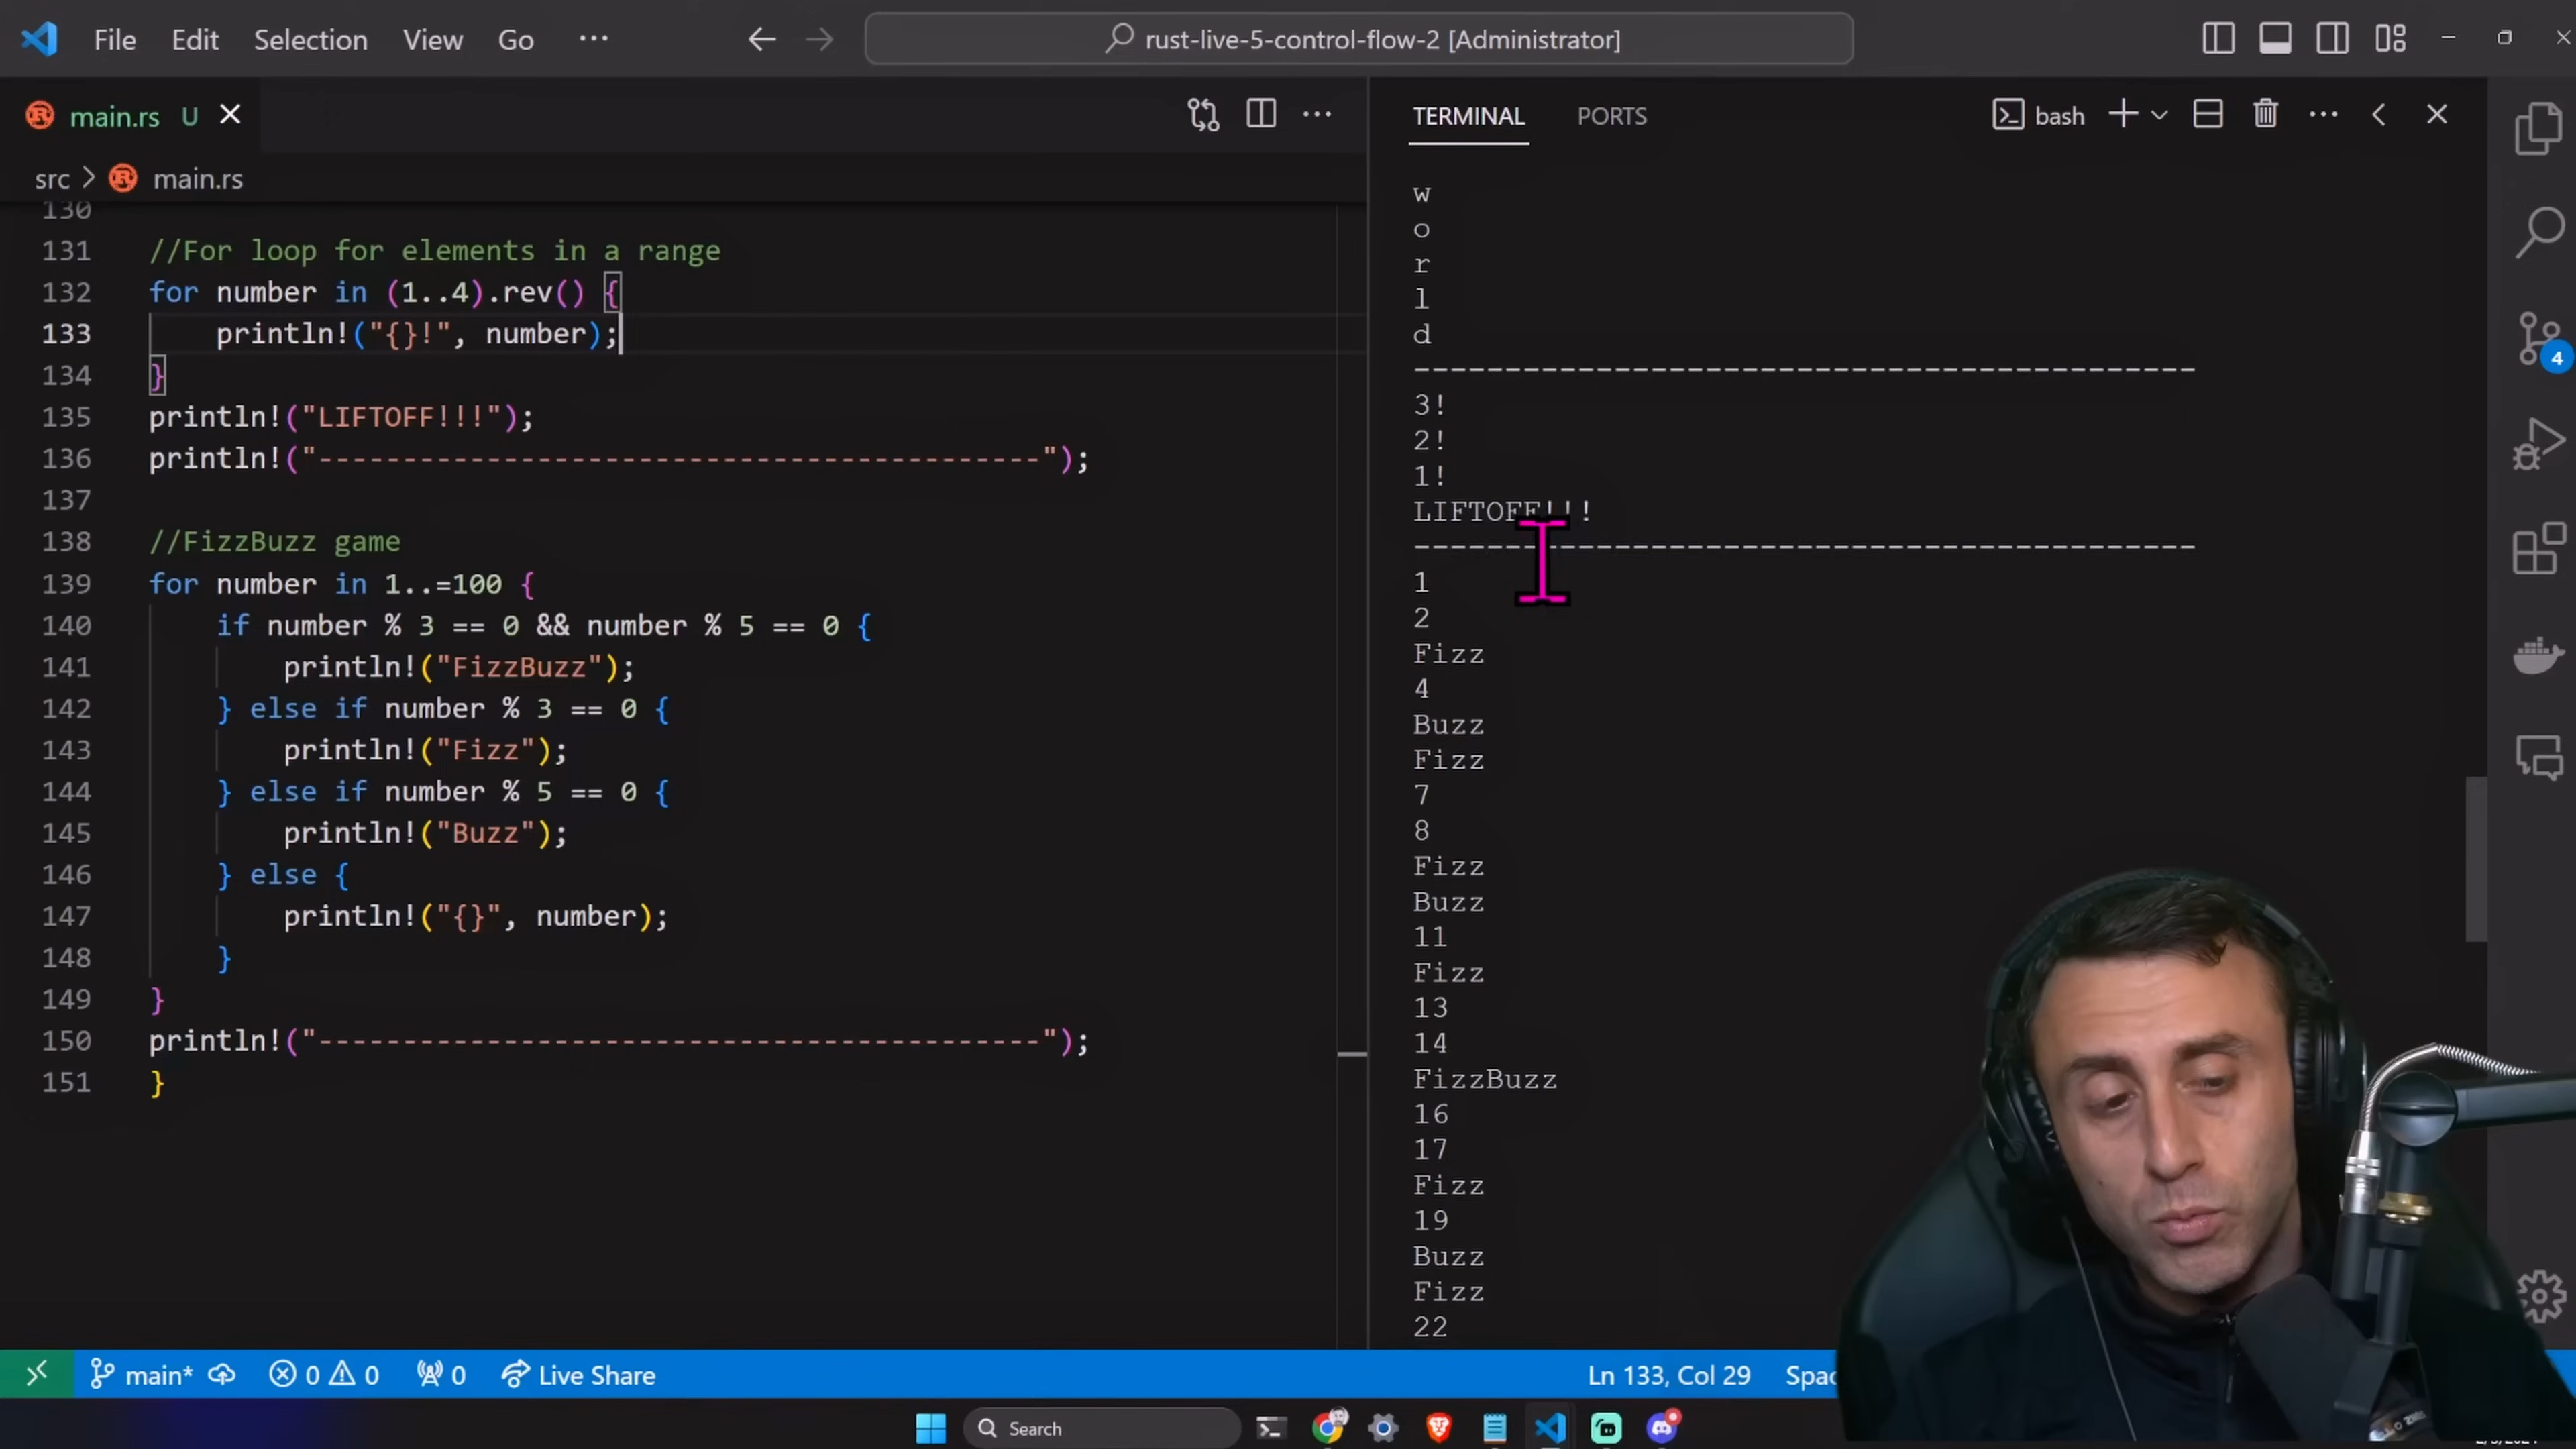 File Edit Selection View Go ...
rust-live-5-control-flow-2 [Administrator]
main.rs U
src > main.rs
130
131 //For loop for elements in a range
132 for number in (1..4).rev() {
133 println!("{}!", number);
134 }
135 println!("LIFTOFF!!!");
136 println!("-------------------------------------------");
137
138 //FizzBuzz game
139 for number in 1..=100 {
140 if number % 3 == 0 && number % 5 == 0 {
141 println!("FizzBuzz");
142 } else if number % 3 == 0 {
143 println!("Fizz");
144 } else if number % 5 == 0 {
145 println!("Buzz");
146 } else {
147 println!("{}", number);
148 }
149 }
150 println!("-------------------------------------------");
151 }
TERMINAL PORTS
bash
w
o
r
l
d
-------------------------------------------
3!
2!
1!
LIFTOFF!!!
-------------------------------------------
1
2
Fizz
4
Buzz
Fizz
7
8
Fizz
Buzz
11
Fizz
13
14
FizzBuzz
16
17
Fizz
19
Buzz
Fizz
22
4
main* 0 0 0 Live Share
Ln 133, Col 29
Search